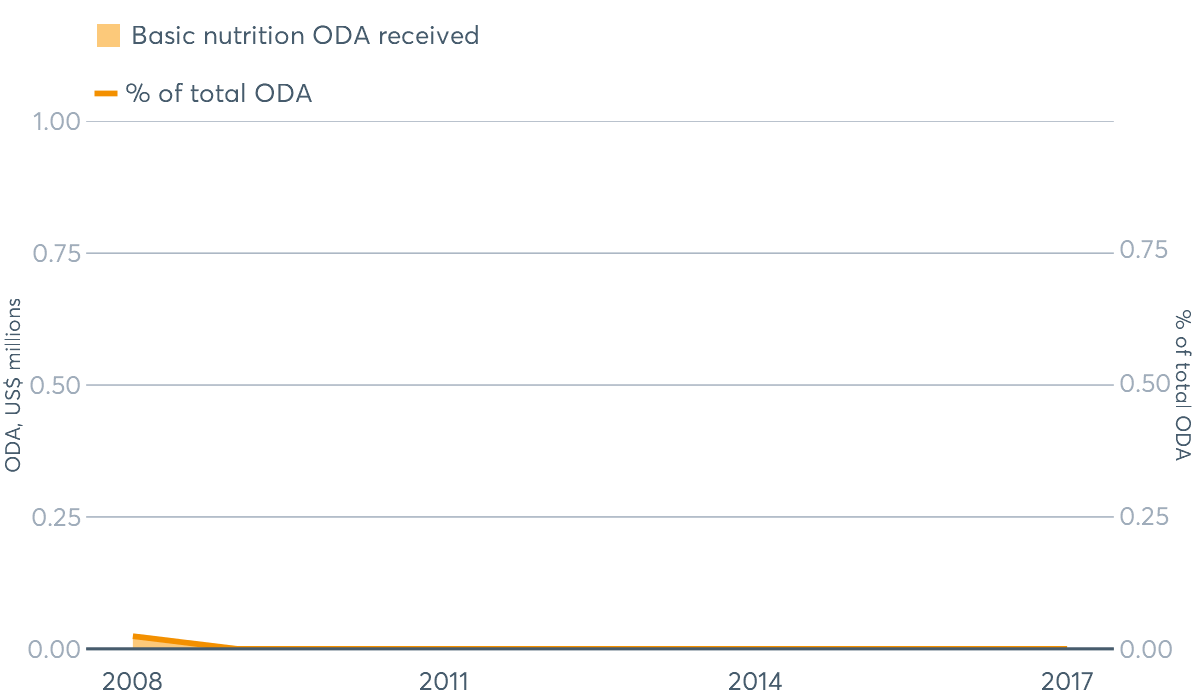 Basic nutrition ODA received
% of total ODA
1.00
0.75 0.75
ODA, US$ millions
% of total ODA
0.50 0.50
0.25 0.25
0.00 0.00
2008 2011 2014 2017